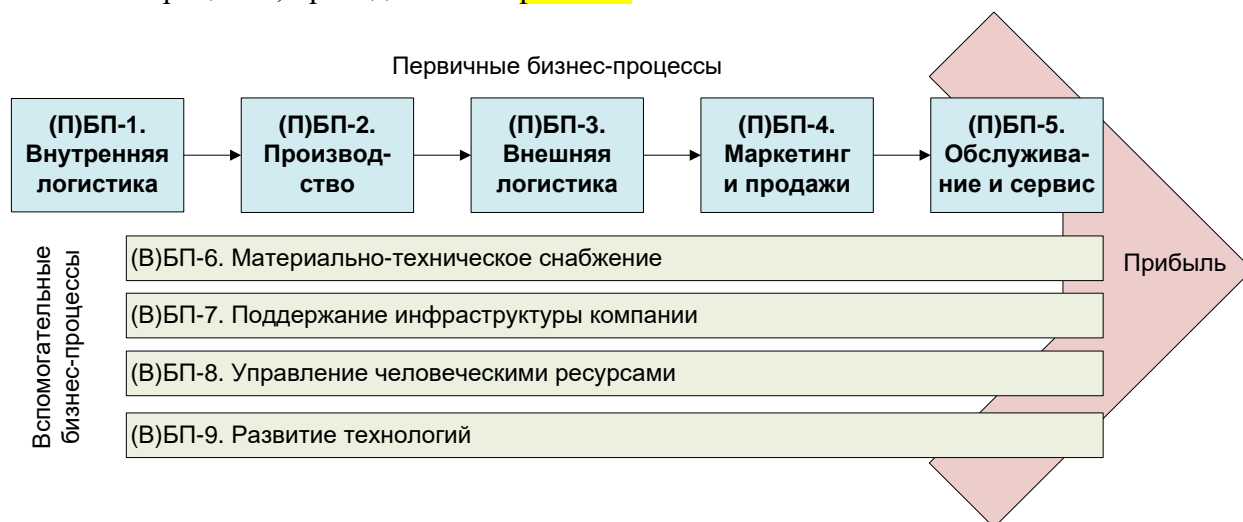 Первичные бизнес-процессы
(П)БП-1.
Внутренняя
логистика
(П)БП-2.
Производ-
ство
(П)БП-3.
Внешняя
логистика
(П)БП-4.
Маркетинг
и продажи
(П)БП-5.
Обслужива-
ние и сервис
Вспомогательные
бизнес-процессы
(В)БП-6. Материально-техническое снабжение
(В)БП-7. Поддержание инфраструктуры компании
(В)БП-8. Управление человеческими ресурсами
(В)БП-9. Развитие технологий
Прибыль